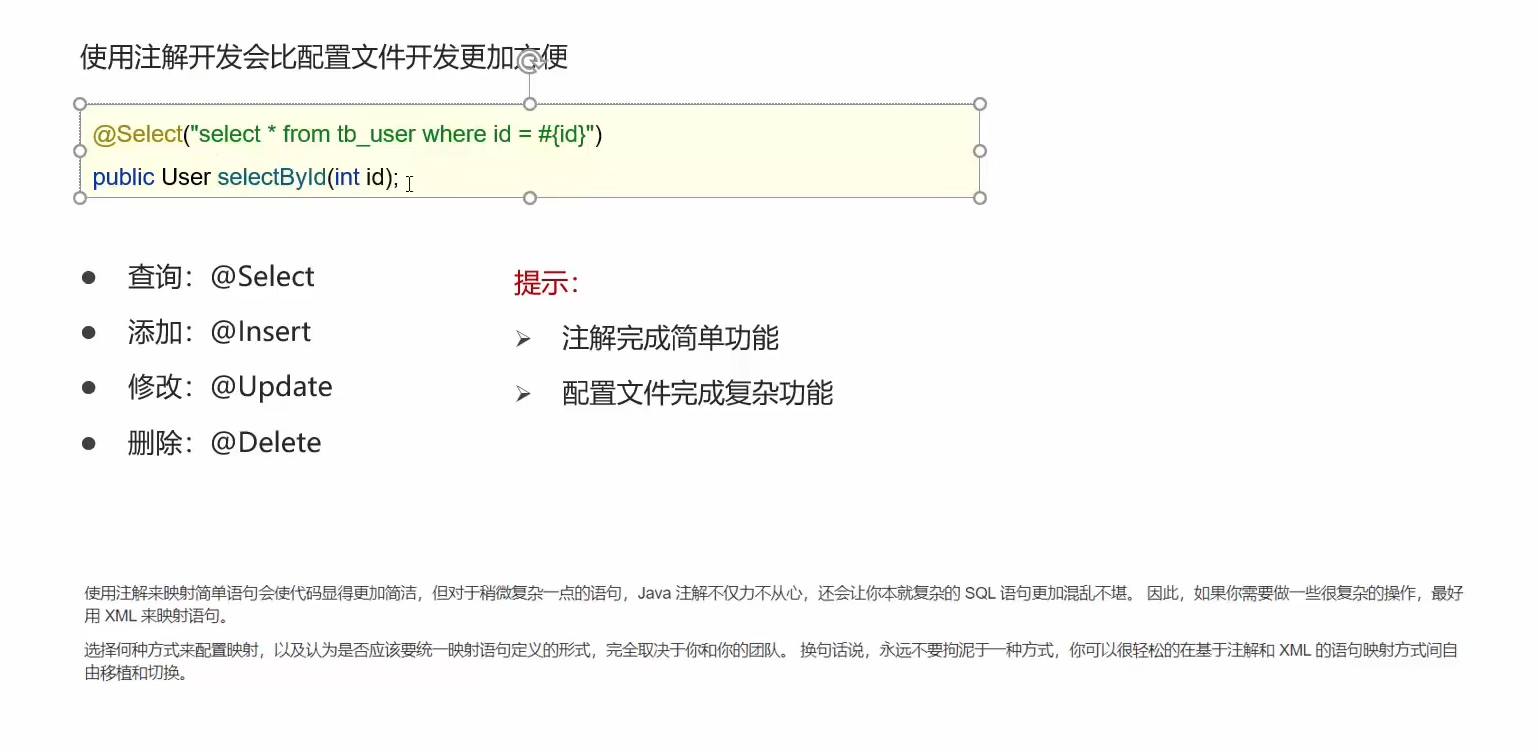 使用注解开发会比配置文件开发更加方便
@Select("select * from tb_user where id = #{id}")
public User selectById(int id);
● 查询：@Select
● 添加：@Insert
● 修改：@Update
● 删除：@Delete
提示：
➢ 注解完成简单功能
➢ 配置文件完成复杂功能
使用注解来映射简单语句会使代码显得更加简洁，但对于稍微复杂一点的语句，Java 注解不仅力不从心，还会让你本就复杂的 SQL 语句更加混乱不堪。 因此，如果你需要做一些很复杂的操作，最好
用 XML 来映射语句。
选择何种方式来配置映射，以及认为是否应该要统一映射语句定义的形式，完全取决于你和你的团队。 换句话说，永远不要拘泥于一种方式，你可以很轻松的在基于注解和 XML 的语句映射方式间自
由移植和切换。